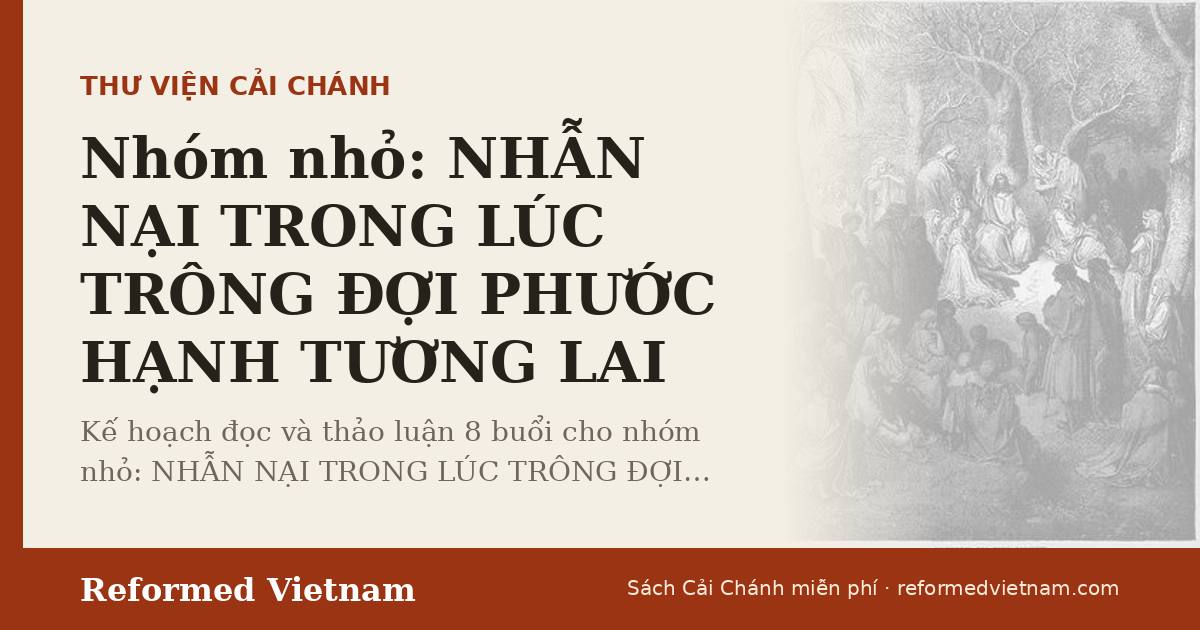 THƯ VIỆN CẢI CHÁNH
Nhóm nhỏ: NHẪN
NẠI TRONG LÚC
TRÔNG ĐỢI PHƯỚC
HẠNH TƯƠNG LAI
Kế hoạch đọc và thảo luận 8 buổi cho nhóm
nhỏ: NHẪN NẠI TRONG LÚC TRÔNG ĐỢI...
Reformed Vietnam
Sách Cải Chánh miễn phí · reformedvietnam.com